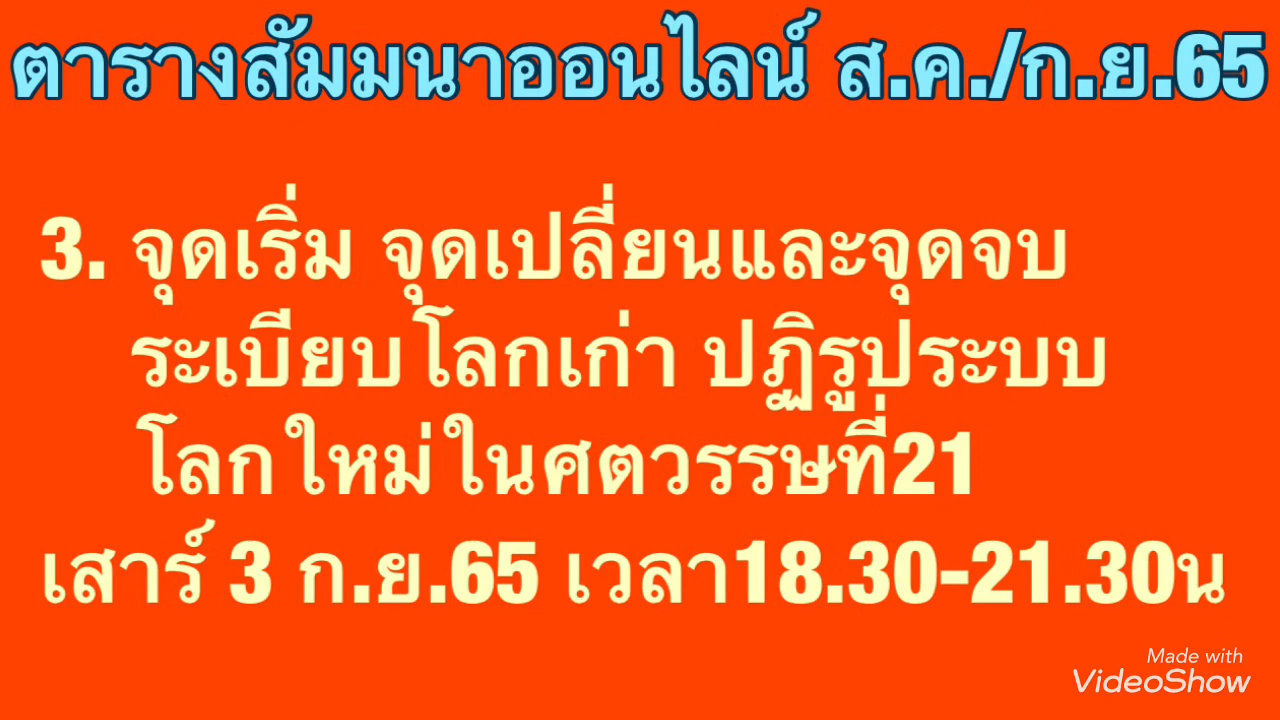 ตารางสัมมนาออนไลน์ ส.ค./ก.ย.65
3. จุดเริ่ม จุดเปลี่ยนและจุดจบ
ระเบียบโลกเก่า ปฏิรูประบบ
โลกใหม่ในศตวรรษที่21
เสาร์ 3 ก.ย.65 เวลา18.30-21.30น
Made with
VideoShow